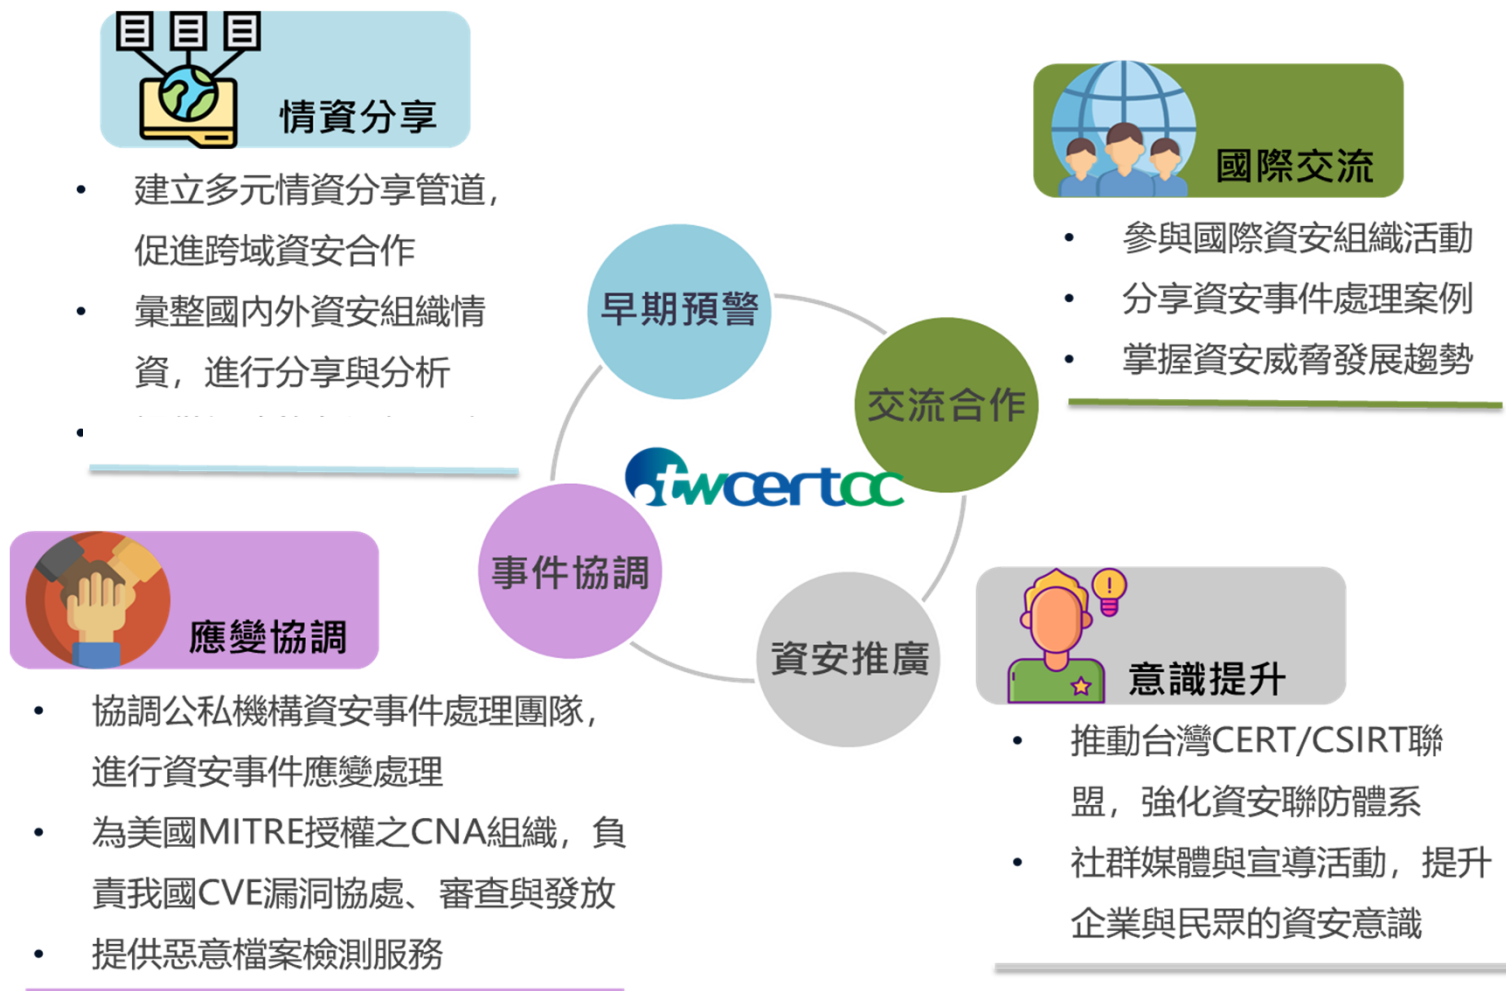 情資分享
• 建立多元情資分享管道，
促進跨域資安合作
• 彙整國內外資安組織情
資，進行分享與分析
•
國際交流
• 參與國際資安組織活動
• 分享資安事件處理案例
• 掌握資安威脅發展趨勢
早期預警
交流合作
twcertcc
事件協調
資安推廣
應變協調
• 協調公私機構資安事件處理團隊，
進行資安事件應變處理
• 為美國MITRE授權之CNA組織，負
責我國CVE漏洞協處、審查與發放
• 提供惡意檔案檢測服務
意識提升
• 推動台灣CERT/CSIRT聯
盟，強化資安聯防體系
• 社群媒體與宣導活動，提升
企業與民眾的資安意識